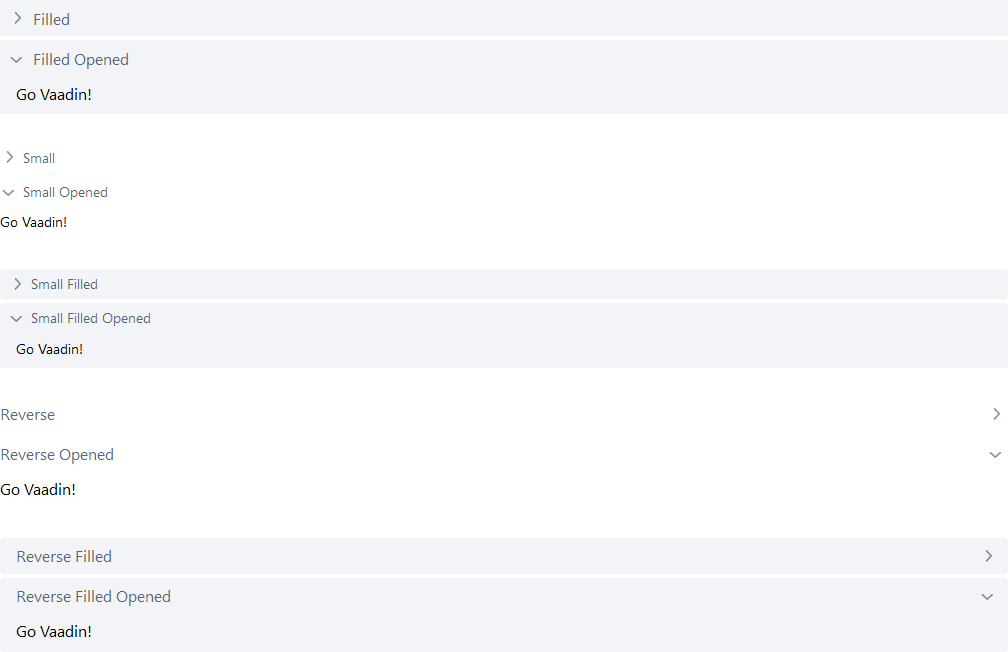 Filled
Filled Opened
Go Vaadin!
Small
Small Opened
Go Vaadin!
Small Filled
Small Filled Opened
Go Vaadin!
Reverse
Reverse Opened
Go Vaadin!
Reverse Filled
Reverse Filled Opened
Go Vaadin!